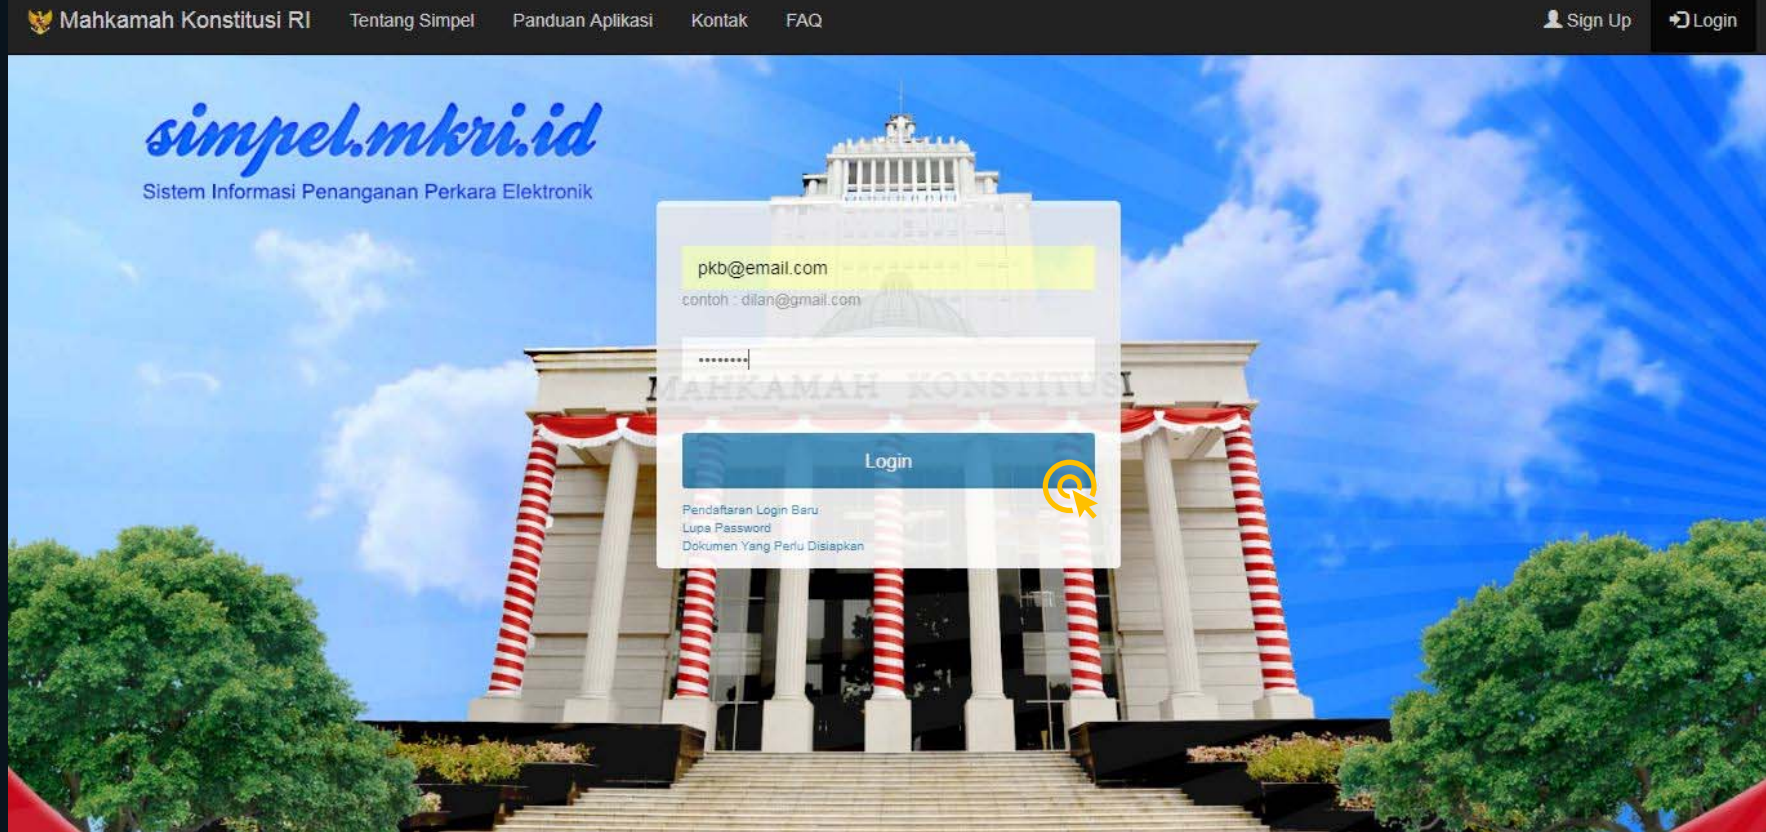 Mahkamah Konstitusi RI Tentang Simpel Panduan Aplikasi Kontak FAQ Sign Up Login
simpel.mkri.id
Sistem Informasi Penanganan Perkara Elektronik
pkb@email.com
contoh : dilan@gmail.com
••••••••
MAHKAMAH KONSTITUSI
Login
Pendaftaran Login Baru
Lupa Password
Dokumen Yang Perlu Disiapkan